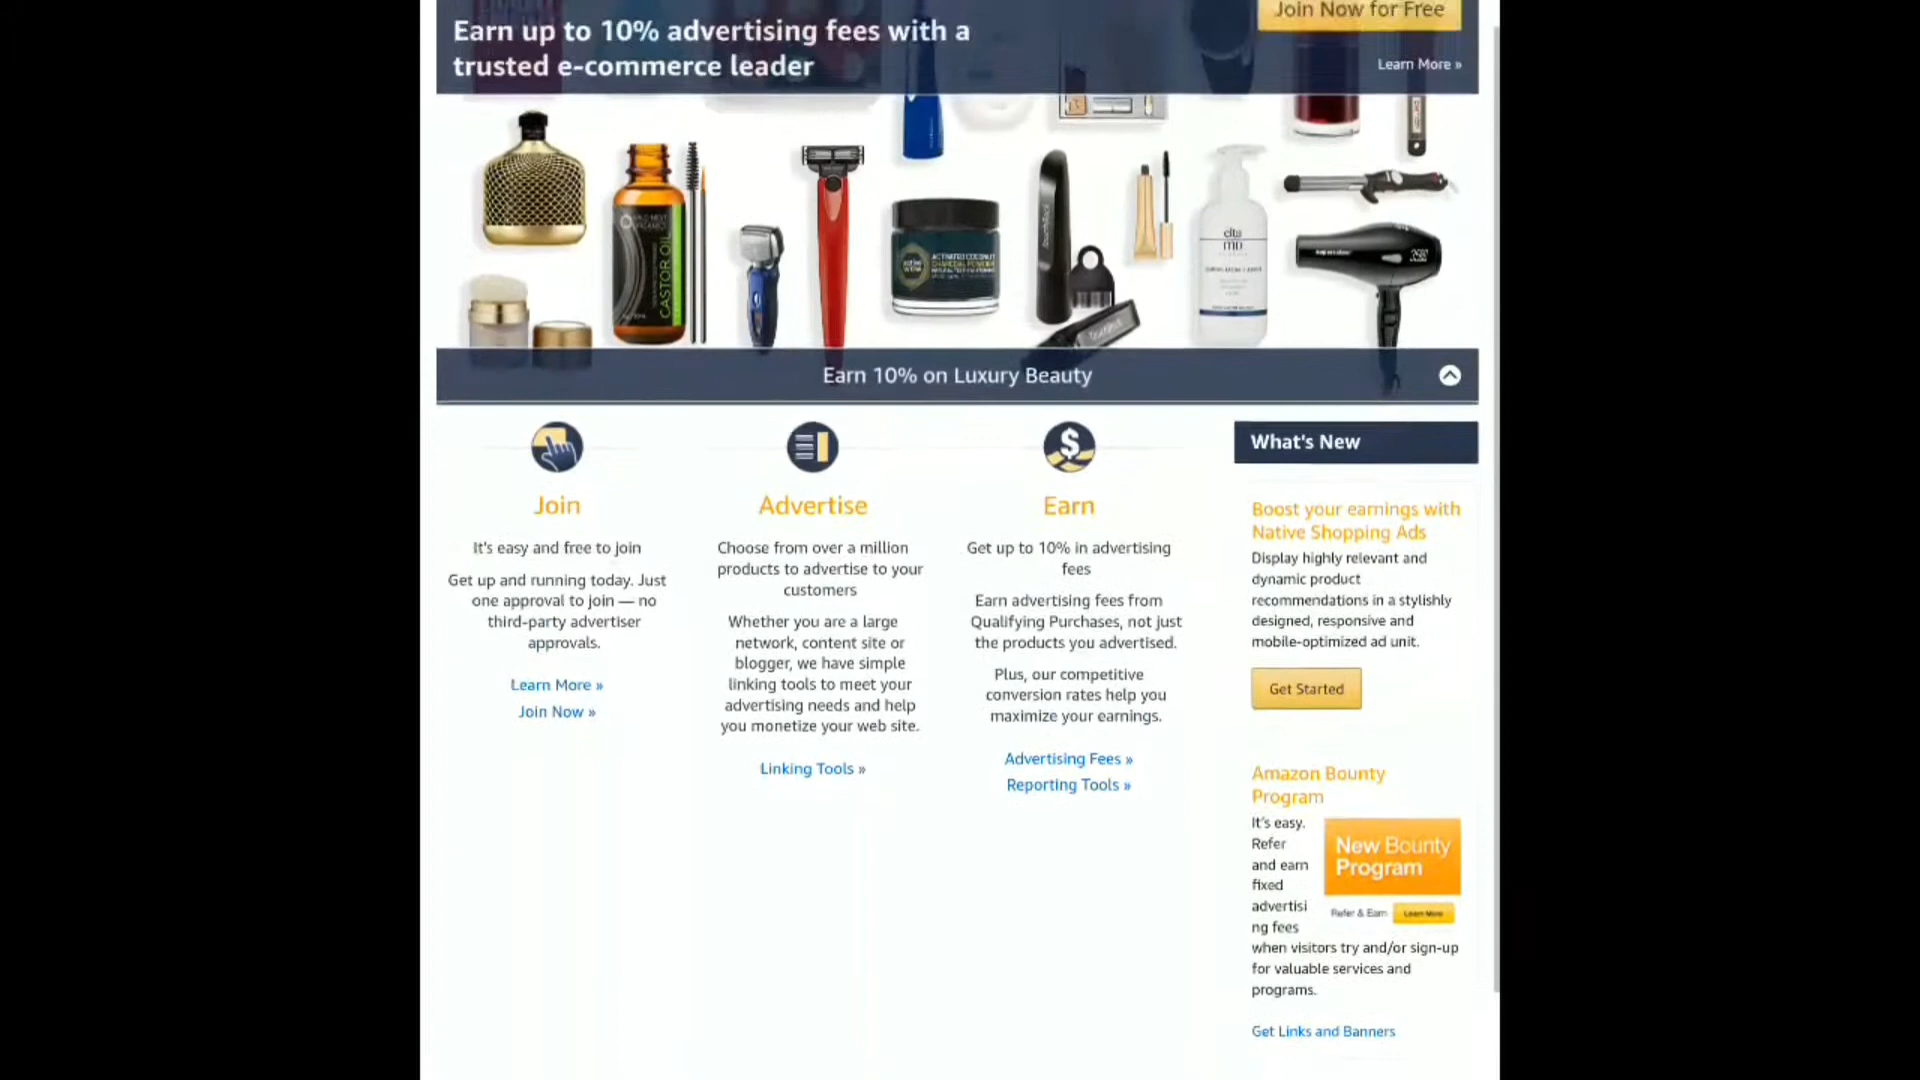 Earn up to 10% advertising fees with a
trusted e-commerce leader
Join Now for Free
Learn More »
CASTOR OIL
ACTIVATED COCONUT
CHARCOAL POWDER
elta
MD
Earn 10% on Luxury Beauty
Join
It's easy and free to join
Get up and running today. Just
one approval to join — no
third-party advertiser
approvals.
Learn More »
Join Now »
Advertise
Choose from over a million
products to advertise to your
customers
Whether you are a large
network, content site or
blogger, we have simple
linking tools to meet your
advertising needs and help
you monetize your web site.
Linking Tools »
Earn
Get up to 10% in advertising
fees
Earn advertising fees from
Qualifying Purchases, not just
the products you advertised.
Plus, our competitive
conversion rates help you
maximize your earnings.
Advertising Fees »
Reporting Tools »
What's New
Boost your earnings with
Native Shopping Ads
Display highly relevant and
dynamic product
recommendations in a stylishly
designed, responsive and
mobile-optimized ad unit.
Get Started
Amazon Bounty
Program
It's easy.
Refer
and earn
fixed
advertisi
ng fees
when visitors try and/or sign-up
for valuable services and
programs.
New Bounty
Program
Refer & Earn
Learn More
Get Links and Banners